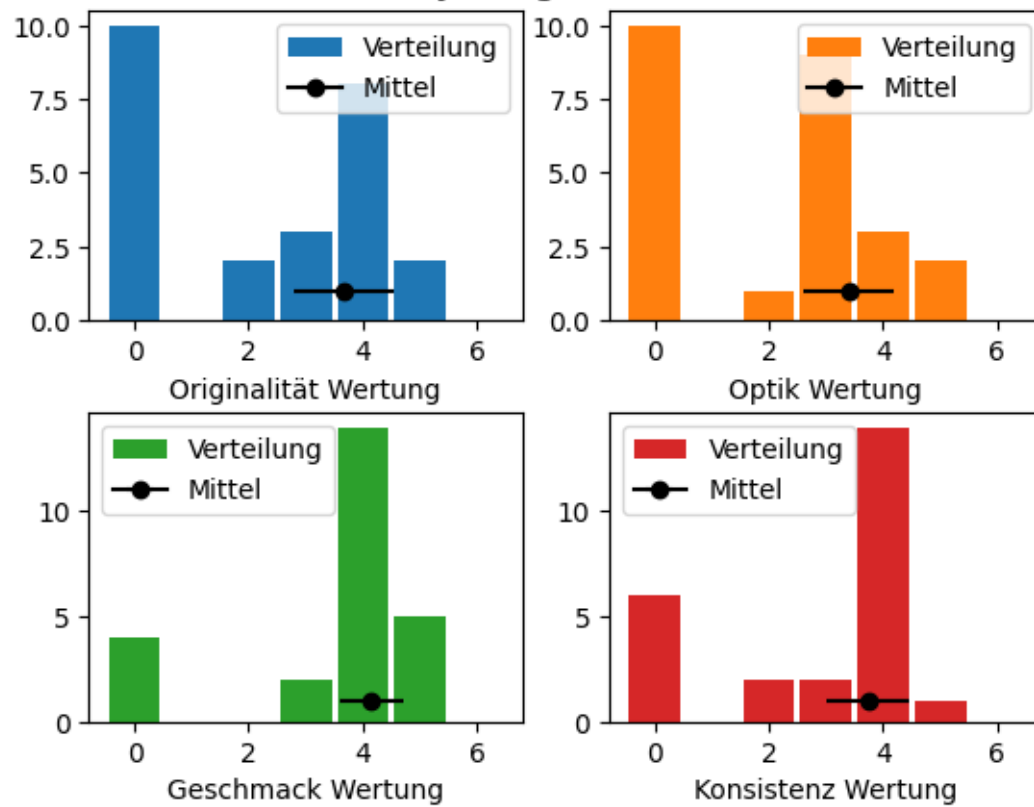 10.0
7.5
5.0
2.5
0.0
Verteilung
Mittel
0 2 4 6
Originalität Wertung
10.0
7.5
5.0
2.5
0.0
Verteilung
Mittel
0 2 4 6
Optik Wertung
10
5
0
Verteilung
Mittel
0 2 4 6
Geschmack Wertung
10
5
0
Verteilung
Mittel
0 2 4 6
Konsistenz Wertung